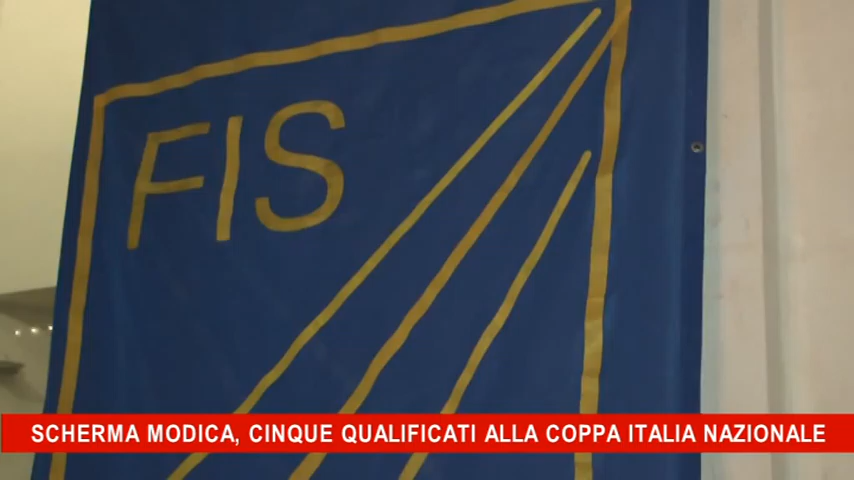 FIS
SCHERMA MODICA, CINQUE QUALIFICATI ALLA COPPA ITALIA NAZIONALE